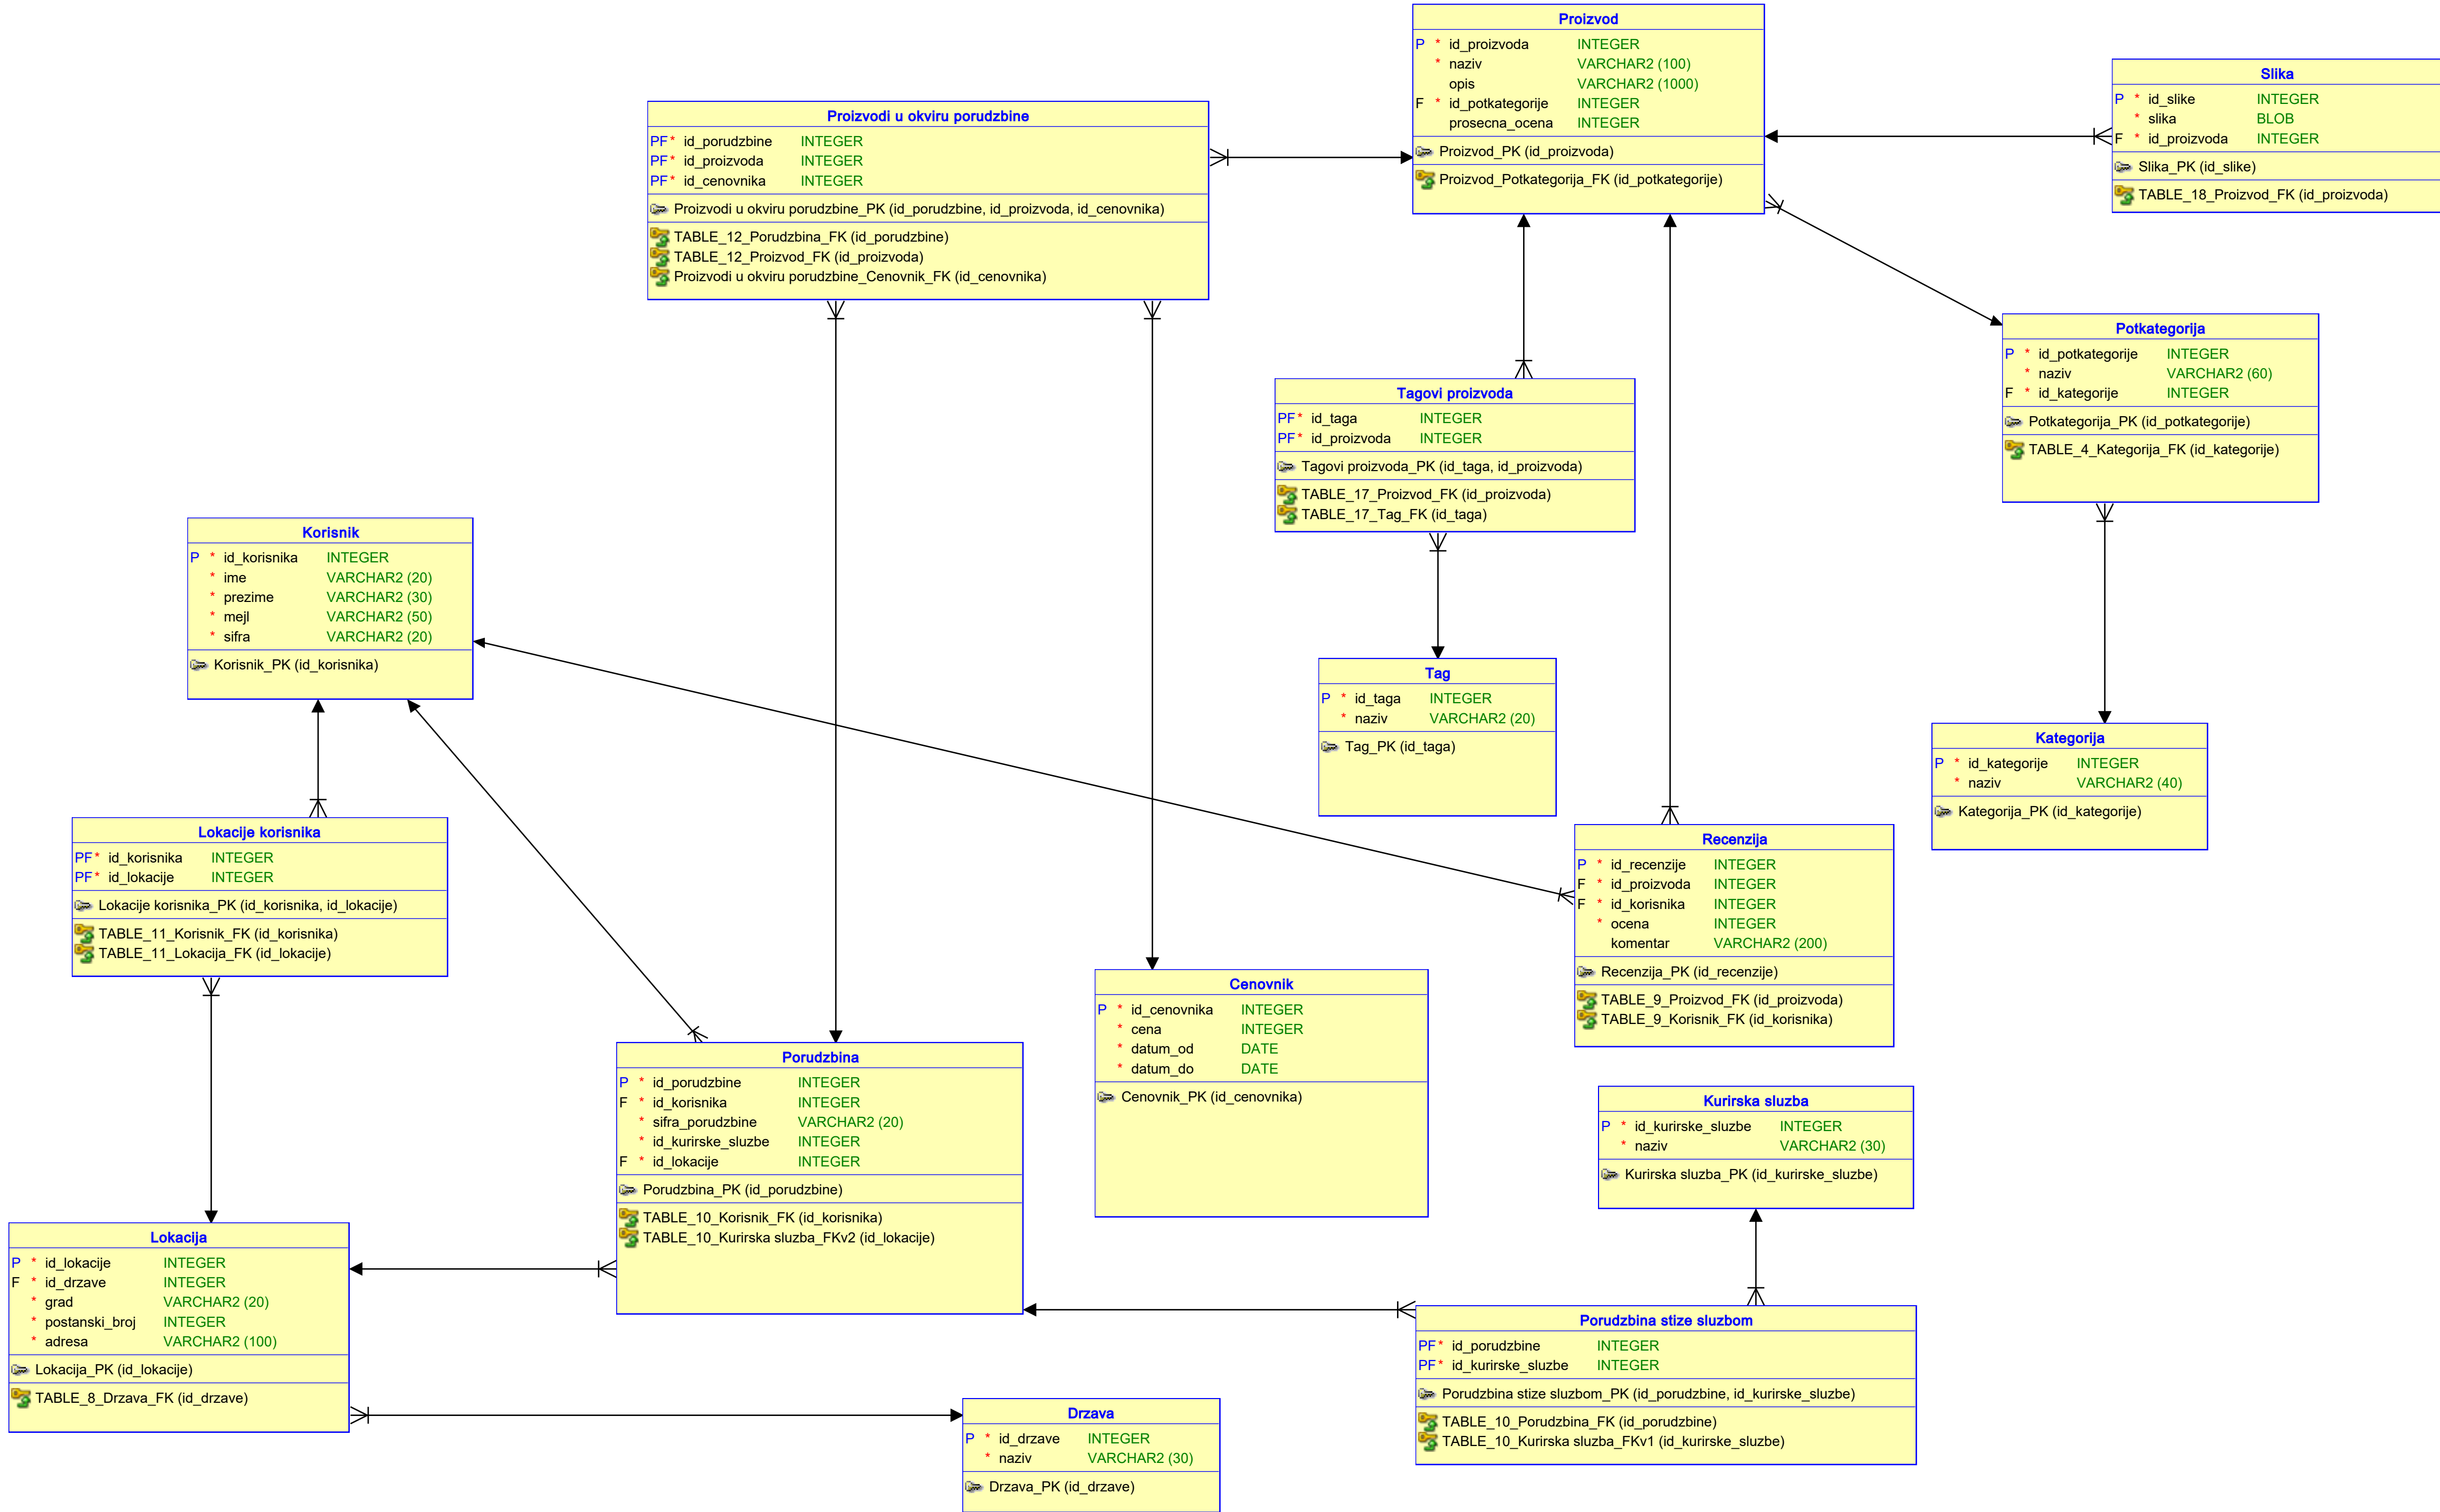 Proizvod
P * id_proizvoda INTEGER
* naziv VARCHAR2 (100)
opis VARCHAR2 (1000)
F * id_potkategorije INTEGER
prosecna_ocena INTEGER
Proizvod_PK (id_proizvoda)
Proizvod_Potkategorija_FK (id_potkategorije)
Slika
P * id_slike INTEGER
* slika BLOB
F * id_proizvoda INTEGER
Slika_PK (id_slike)
TABLE_18_Proizvod_FK (id_proizvoda)
Proizvodi u okviru porudzbine
PF * id_porudzbine INTEGER
PF * id_proizvoda INTEGER
PF * id_cenovnika INTEGER
Proizvodi u okviru porudzbine_PK (id_porudzbine, id_proizvoda, id_cenovnika)
TABLE_12_Porudzbina_FK (id_porudzbine)
TABLE_12_Proizvod_FK (id_proizvoda)
Proizvodi u okviru porudzbine_Cenovnik_FK (id_cenovnika)
Potkategorija
P * id_potkategorije INTEGER
* naziv VARCHAR2 (60)
F * id_kategorije INTEGER
Potkategorija_PK (id_potkategorije)
TABLE_4_Kategorija_FK (id_kategorije)
Tagovi proizvoda
PF * id_taga INTEGER
PF * id_proizvoda INTEGER
Tagovi proizvoda_PK (id_taga, id_proizvoda)
TABLE_17_Proizvod_FK (id_proizvoda)
TABLE_17_Tag_FK (id_taga)
Korisnik
P * id_korisnika INTEGER
* ime VARCHAR2 (20)
* prezime VARCHAR2 (30)
* mejl VARCHAR2 (50)
* sifra VARCHAR2 (20)
Korisnik_PK (id_korisnika)
Tag
P * id_taga INTEGER
* naziv VARCHAR2 (20)
Tag_PK (id_taga)
Kategorija
P * id_kategorije INTEGER
* naziv VARCHAR2 (40)
Kategorija_PK (id_kategorije)
Lokacije korisnika
PF * id_korisnika INTEGER
PF * id_lokacije INTEGER
Lokacije korisnika_PK (id_korisnika, id_lokacije)
TABLE_11_Korisnik_FK (id_korisnika)
TABLE_11_Lokacija_FK (id_lokacije)
Recenzija
P * id_recenzije INTEGER
F * id_proizvoda INTEGER
F * id_korisnika INTEGER
* ocena INTEGER
komentar VARCHAR2 (200)
Recenzija_PK (id_recenzije)
TABLE_9_Proizvod_FK (id_proizvoda)
TABLE_9_Korisnik_FK (id_korisnika)
Cenovnik
P * id_cenovnika INTEGER
* cena INTEGER
* datum_od DATE
* datum_do DATE
Cenovnik_PK (id_cenovnika)
Porudzbina
P * id_porudzbine INTEGER
F * id_korisnika INTEGER
* sifra_porudzbine VARCHAR2 (20)
* id_kurirske_sluzbe INTEGER
F * id_lokacije INTEGER
Porudzbina_PK (id_porudzbine)
TABLE_10_Korisnik_FK (id_korisnika)
TABLE_10_Kurirska sluzba_FKv2 (id_lokacije)
Kurirska sluzba
P * id_kurirske_sluzbe INTEGER
* naziv VARCHAR2 (30)
Kurirska sluzba_PK (id_kurirske_sluzbe)
Lokacija
P * id_lokacije INTEGER
F * id_drzave INTEGER
* grad VARCHAR2 (20)
* postanski_broj INTEGER
* adresa VARCHAR2 (100)
Lokacija_PK (id_lokacije)
TABLE_8_Drzava_FK (id_drzave)
Porudzbina stize sluzbom
PF * id_porudzbine INTEGER
PF * id_kurirske_sluzbe INTEGER
Porudzbina stize sluzbom_PK (id_porudzbine, id_kurirske_sluzbe)
TABLE_10_Porudzbina_FK (id_porudzbine)
TABLE_10_Kurirska sluzba_FKv1 (id_kurirske_sluzbe)
Drzava
P * id_drzave INTEGER
* naziv VARCHAR2 (30)
Drzava_PK (id_drzave)